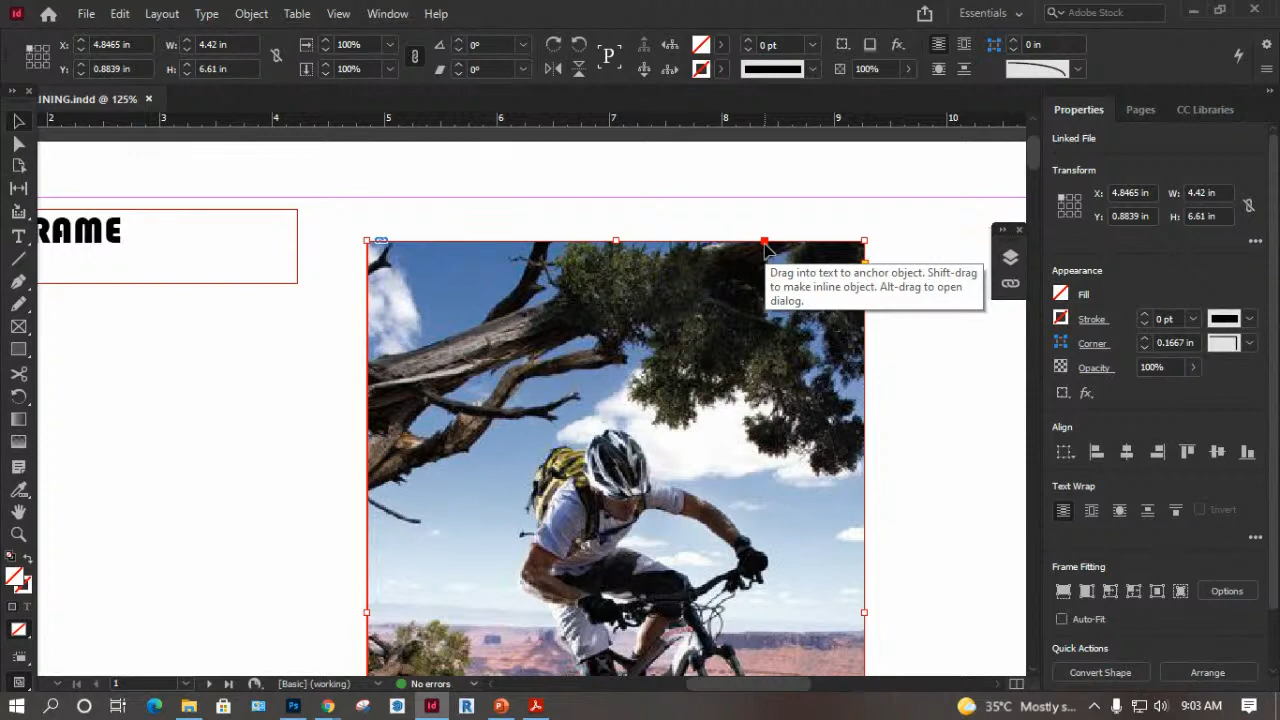 File Edit Layout Type Object Table View Window Help Essentials Adobe Stock
X: 4.8465 in W: 4.42 in 100% 0° P 0 pt fx. 0 in
Y: 0.8839 in H: 6.61 in 100% 0° 100%
INING.indd @ 125% ×
2 3 4 5 6 7 8 9 10
RAME
Drag into text to anchor object. Shift-drag
to make inline object. Alt-drag to open
dialog.
Properties Pages CC Libraries
Linked File
Transform
X: 4.8465 in W: 4.42 in
Y: 0.8839 in H: 6.61 in
Appearance
Fill
Stroke 0 pt
Corner 0.1667 in
Opacity 100%
fx.
Align
Text Wrap
Invert
Frame Fitting
Options
Auto-Fit
Quick Actions
Convert Shape Arrange
1 [Basic] (working) No errors
35°C Mostly s... 9:03 AM